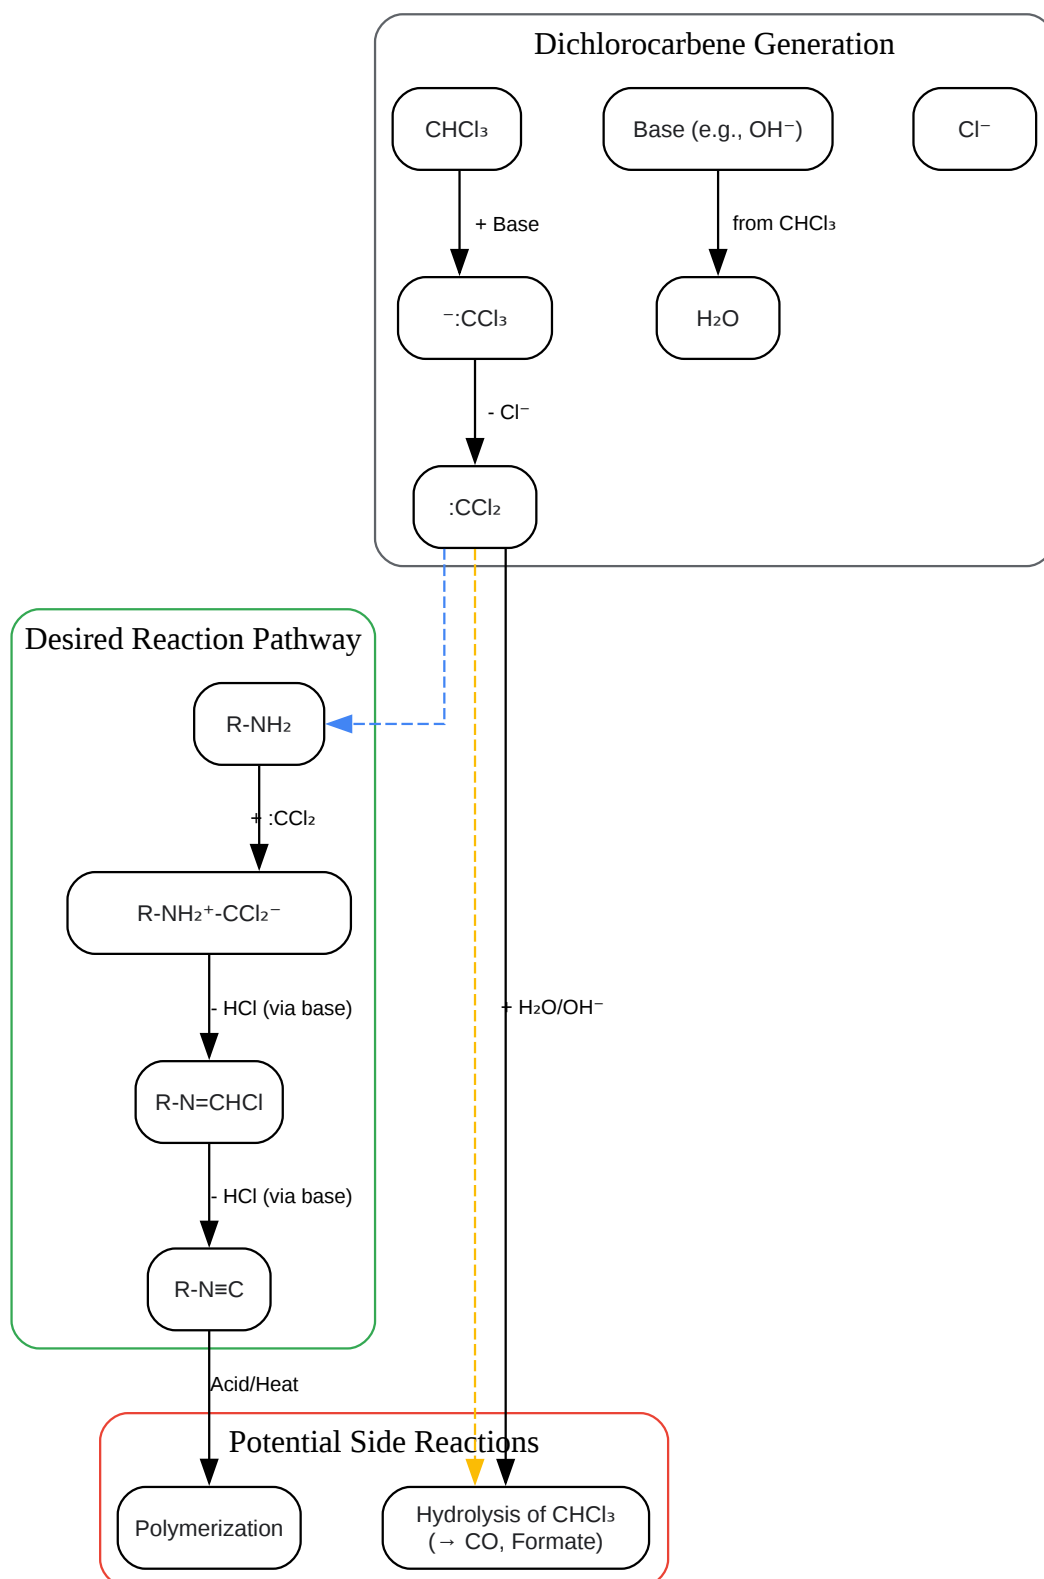 Dichlorocarbene Generation
CHCl₃
Base (e.g., OH⁻)
Cl⁻
+ Base
from CHCl₃
⁻:CCl₃
H₂O
- Cl⁻
:CCl₂
Desired Reaction Pathway
R-NH₂
+ :CCl₂
R-NH₂⁺-CCl₂⁻
- HCl (via base)
+ H₂O/OH⁻
R-N=CHCl
- HCl (via base)
R-N≡C
Acid/Heat
Potential Side Reactions
Polymerization
Hydrolysis of CHCl₃
(→ CO, Formate)